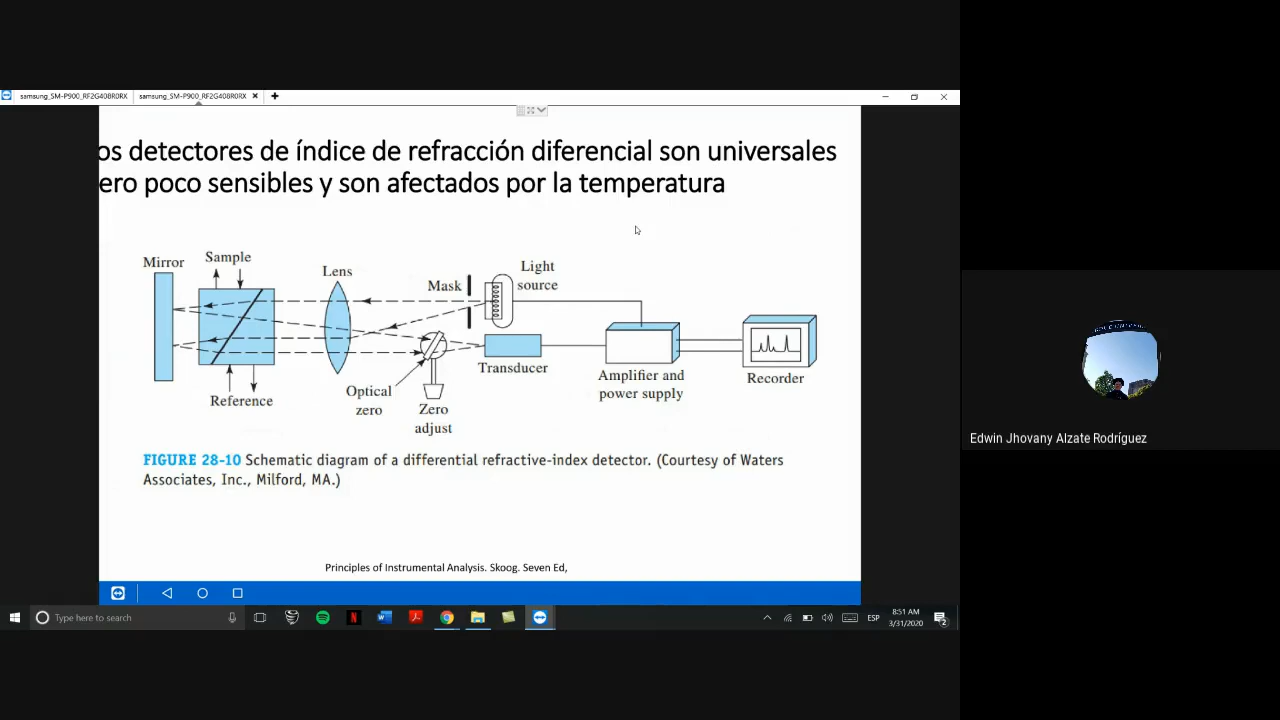 samsung_SM-P900_RF2G408R0RX samsung_SM-P900_RF2G408R0RX
os detectores de índice de refracción diferencial son universales
ero poco sensibles y son afectados por la temperatura
Mirror
Sample
Lens
Mask
Light
source
Reference
Optical
zero
Zero
adjust
Transducer
Amplifier and
power supply
Recorder
FIGURE 28-10 Schematic diagram of a differential refractive-index detector. (Courtesy of Waters
Associates, Inc., Milford, MA.)
Principles of Instrumental Analysis. Skoog. Seven Ed,
Type here to search
ESP
8:51 AM
3/31/2020
2
Edwin Jhovany Alzate Rodríguez